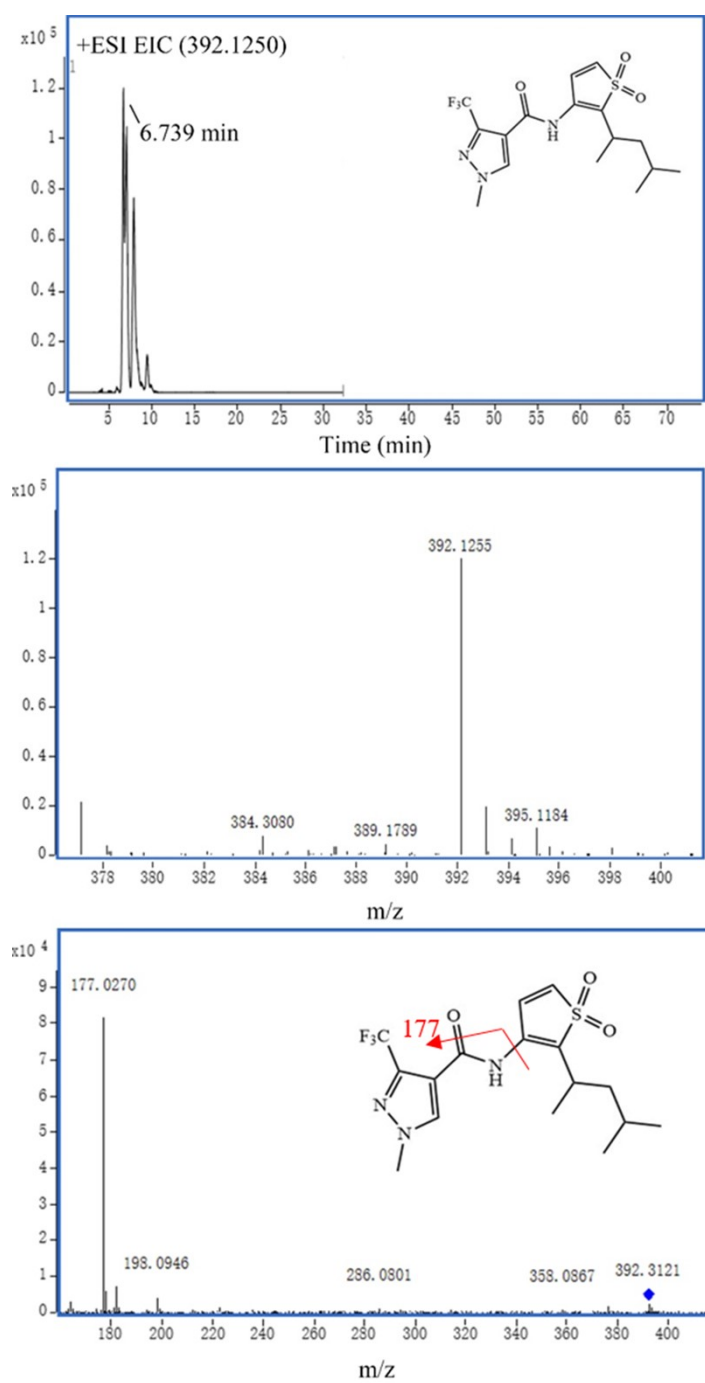 x10 5
+ESI EIC (392.1250)
1
1.2
1
0.8
0.6
0.4
0.2
0
6.739 min
F₃C
O
N
H
N
N
S
O
O
5 10 15 20 25 30 35 40 45 50 55 60 65 70
Time (min)
x10 5
1.2
1
0.8
0.6
0.4
0.2
0
392.1255
384.3080
389.1789
395.1184
378 380 382 384 386 388 390 392 394 396 398 400
m/z
x10 4
9
8
7
6
5
4
3
2
1
0
177.0270
177
F₃C
O
N
H
N
N
S
O
O
198.0946
286.0801
358.0867
392.3121
180 200 220 240 260 280 300 320 340 360 380 400
m/z